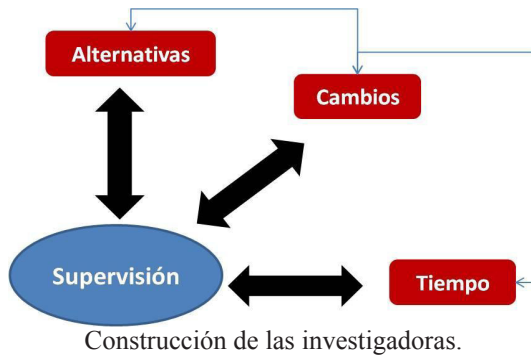 Alternativas
Cambios
Supervisión
Tiempo
Construcción de las investigadoras.